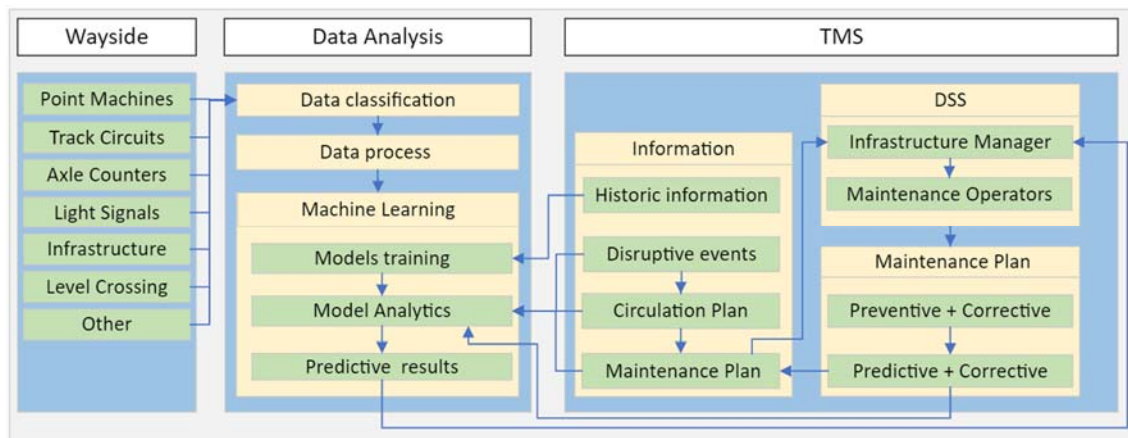 Wayside
Point Machines
Track Circuits
Axle Counters
Light Signals
Infrastructure
Level Crossing
Other
Data Analysis
Data classification
Data process
Machine Learning
Models training
Model Analytics
Predictive results
TMS
Information
Historic information
Disruptive events
Circulation Plan
Maintenance Plan
DSS
Infrastructure Manager
Maintenance Operators
Maintenance Plan
Preventive + Corrective
Predictive + Corrective